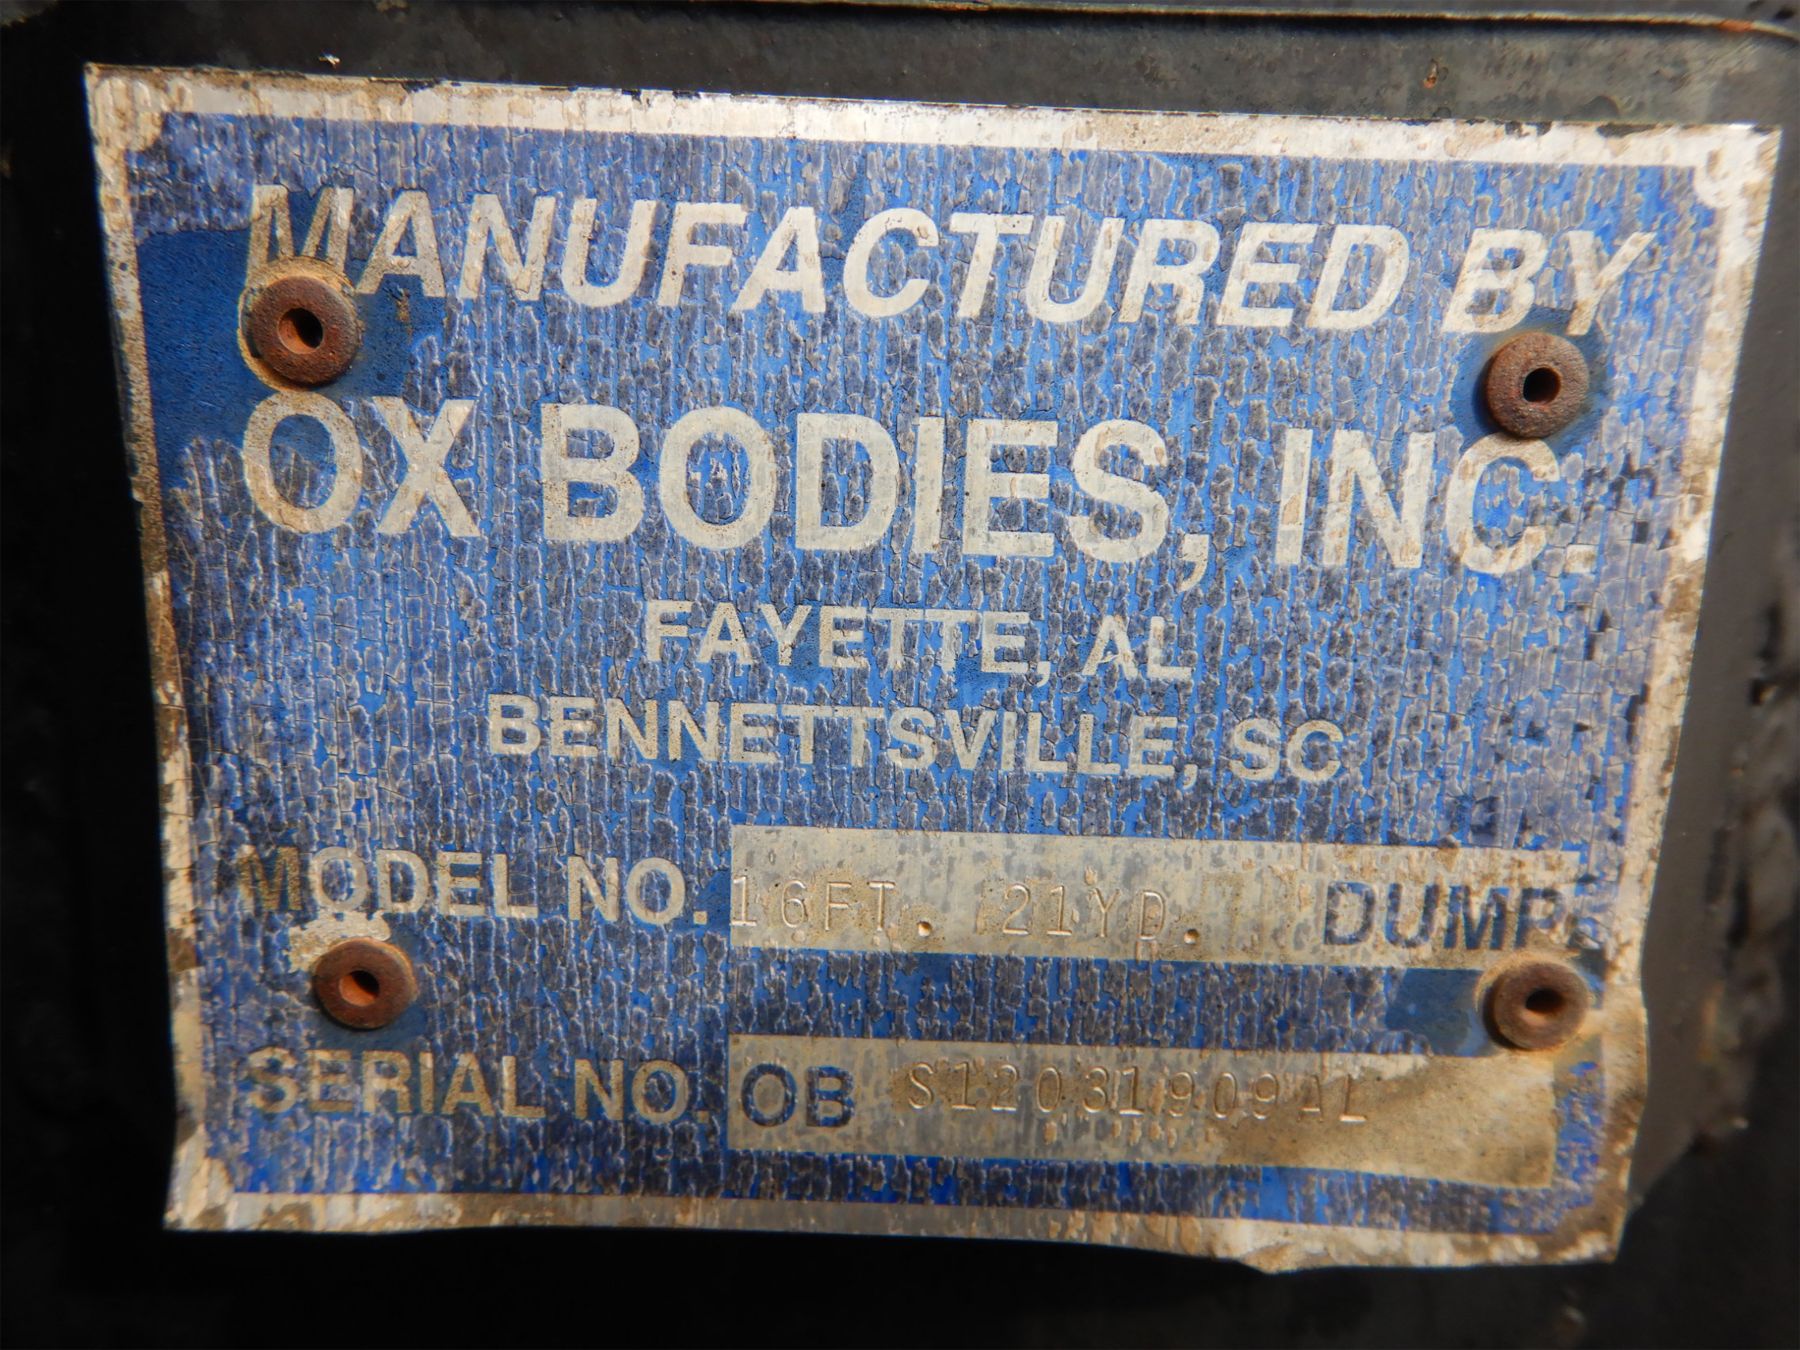 MANUFACTURED BY
OX BODIES, INC.
FAYETTE, AL
BENNETTSVILLE, SC
MODEL NO. 16FT. 21YD. DUMP
SERIAL NO. OB S12031909AL